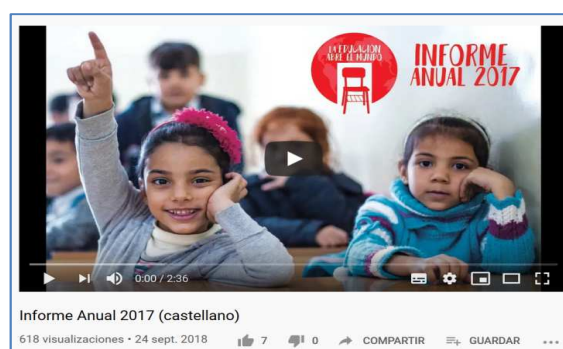 LA EDUCACIÓN
ABRE EL MUNDO
INFORME
ANUAL 2017
0:00 / 2:36
Informe Anual 2017 (castellano)
618 visualizaciones • 24 sept. 2018 7 0 COMPARTIR GUARDAR ...